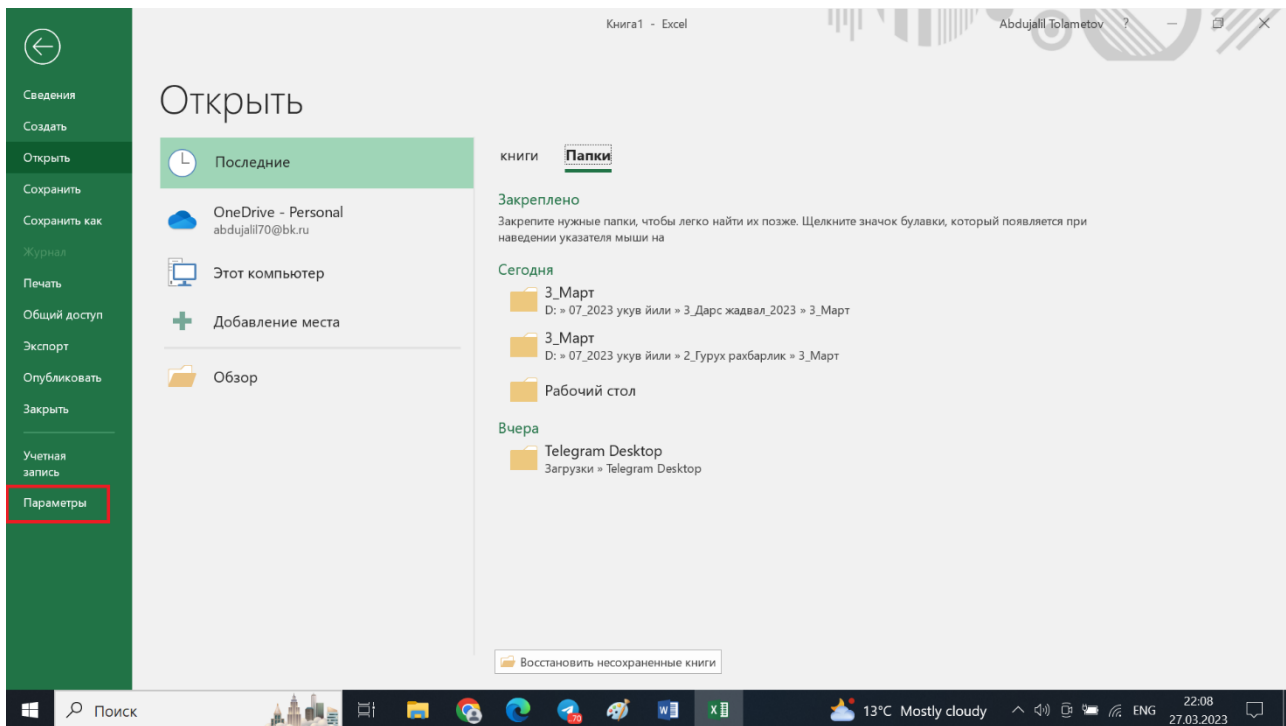 Книга1 - Excel
Abdujalil Tolametov ?
Сведения
Создать
Открыть
Сохранить
Сохранить как
Журнал
Печать
Общий доступ
Экспорт
Опубликовать
Закрыть
Учетная
запись
Параметры
Открыть
Последние
OneDrive - Personal
abdujalil70@bk.ru
Этот компьютер
Добавление места
Обзор
книги Папки
Закреплено
Закрепите нужные папки, чтобы легко найти их позже. Щелкните значок булавки, который появляется при
наведении указателя мыши на
Сегодня
3_Март
D: » 07_2023 укув йили » 3_Дарс жадвал_2023 » 3_Март
3_Март
D: » 07_2023 укув йили » 2_Гурух рахбарлик » 3_Март
Рабочий стол
Вчера
Telegram Desktop
Загрузки » Telegram Desktop
Восстановить несохраненные книги
Поиск
70
13°C Mostly cloudy
ENG
22:08
27.03.2023